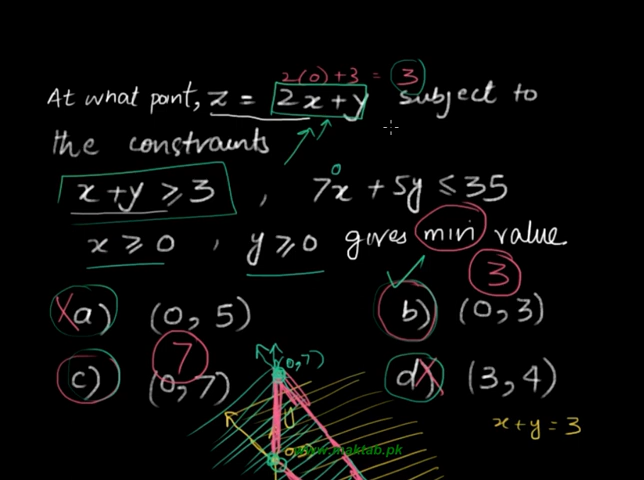 2(0)+3 = 3
At what point, z = 2x+y subject to
the constraints
x+y ≥ 3 , 7x + 5y ≤ 35
0
x ≥ 0 , y ≥ 0 gives min value
3
a) (0, 5) b) (0, 3)
7
c) (0, 7) d) (3, 4)
(0,7)
y
x+y = 3
www.maktab.pk